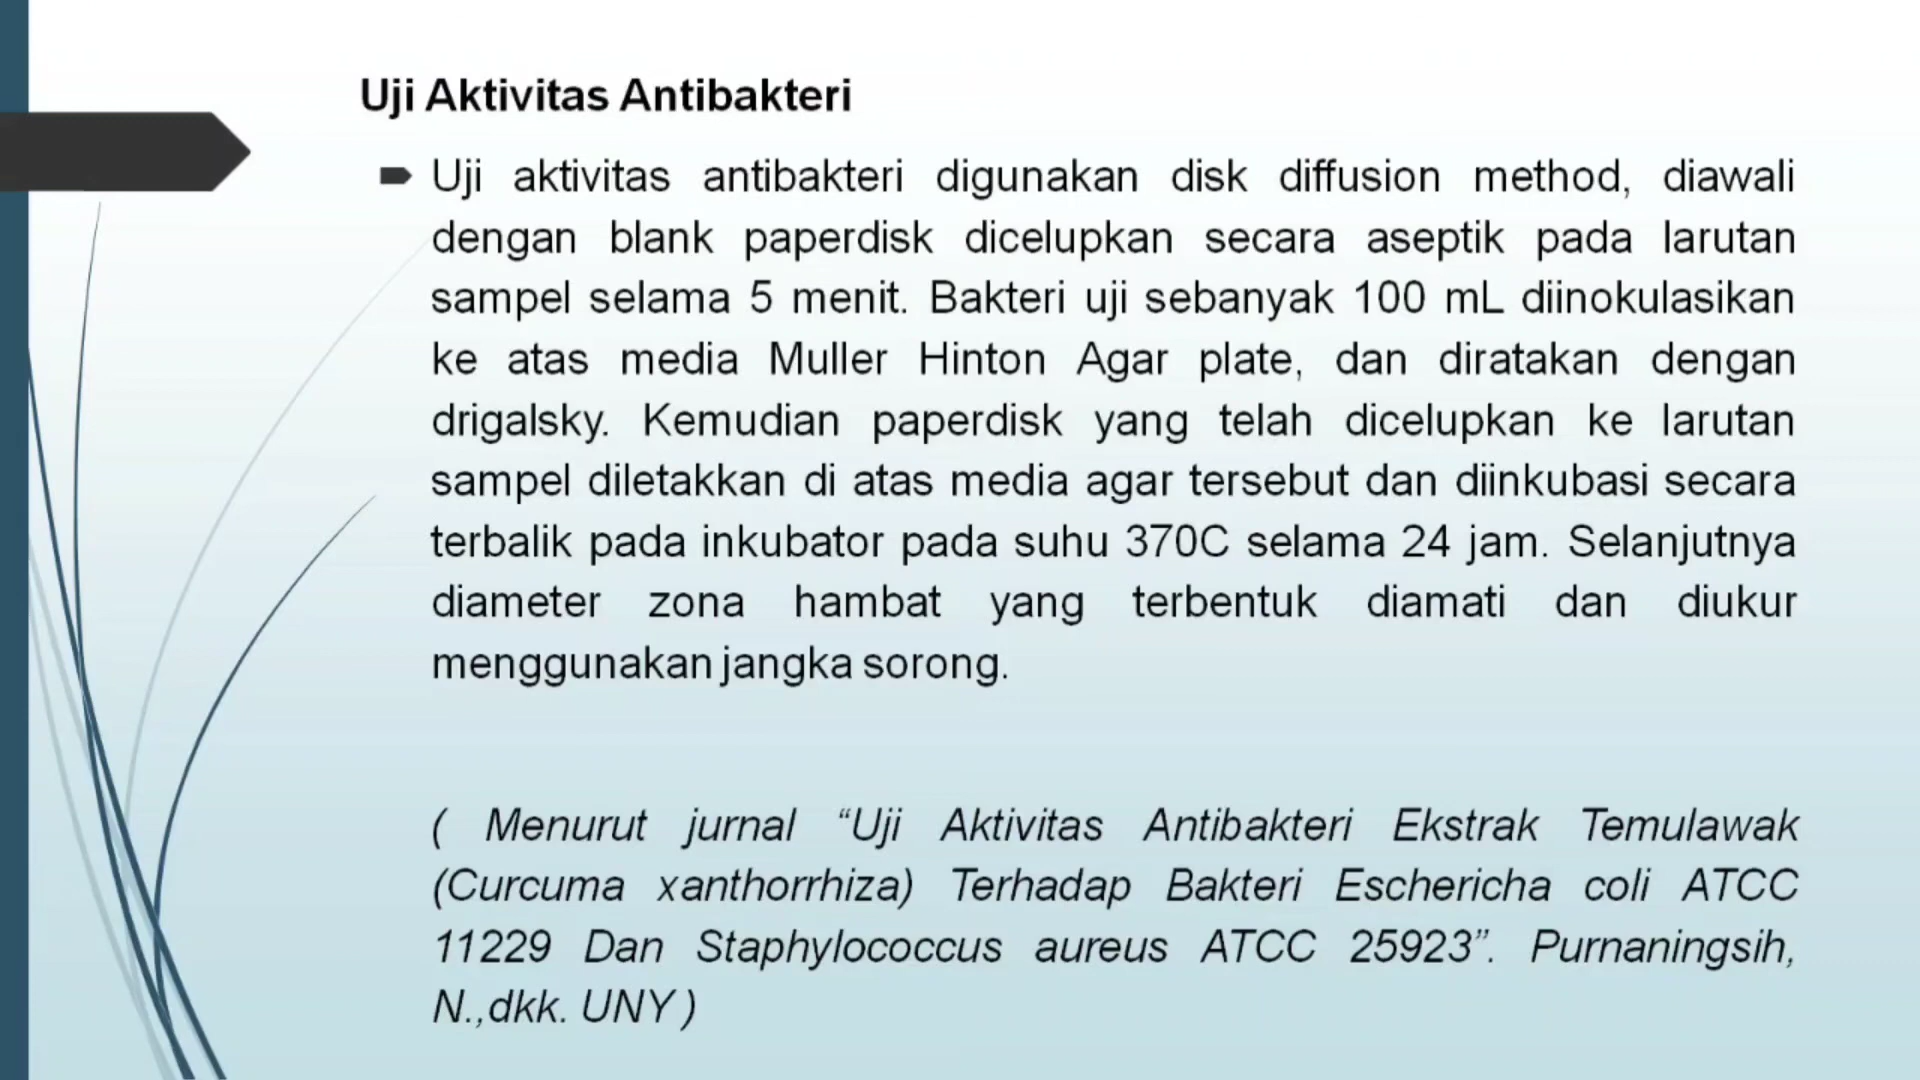 Uji Aktivitas Antibakteri
Uji aktivitas antibakteri digunakan disk diffusion method, diawali
dengan blank paperdisk dicelupkan secara aseptik pada larutan
sampel selama 5 menit. Bakteri uji sebanyak 100 mL diinokulasikan
ke atas media Muller Hinton Agar plate, dan diratakan dengan
drigalsky. Kemudian paperdisk yang telah dicelupkan ke larutan
sampel diletakkan di atas media agar tersebut dan diinkubasi secara
terbalik pada inkubator pada suhu 370C selama 24 jam. Selanjutnya
diameter zona hambat yang terbentuk diamati dan diukur
menggunakan jangka sorong.
( Menurut jurnal “Uji Aktivitas Antibakteri Ekstrak Temulawak
(Curcuma xanthorrhiza) Terhadap Bakteri Eschericha coli ATCC
11229 Dan Staphylococcus aureus ATCC 25923”. Purnaningsih,
N.,dkk. UNY )